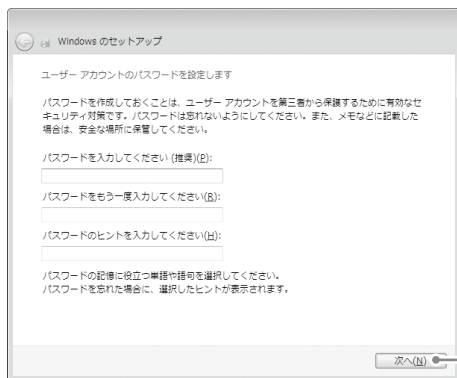 Windows のセットアップ
ユーザー アカウントのパスワードを設定します
パスワードを作成しておくことは、ユーザー アカウントを第三者から保護するために有効なセ
キュリティ対策です。パスワードは忘れないようにしてください。また、メモなどに記載した
場合は、安全な場所に保管してください。
パスワードを入力してください (推奨)(P):
パスワードをもう一度入力してください(R):
パスワードのヒントを入力してください(H):
パスワードの記憶に役立つ単語や語句を選択してください。
パスワードを忘れた場合に、選択したヒントが表示されます。
次へ(N)